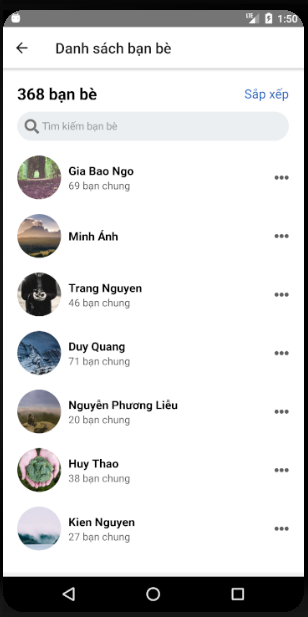 LTE 1:50
Danh sách bạn bè
368 bạn bè
Sắp xếp
Tìm kiếm bạn bè
Gia Bao Ngo
69 bạn chung
Minh Ánh
Trang Nguyen
46 bạn chung
Duy Quang
71 bạn chung
Nguyễn Phương Liễu
20 bạn chung
Huy Thao
38 bạn chung
Kien Nguyen
27 bạn chung